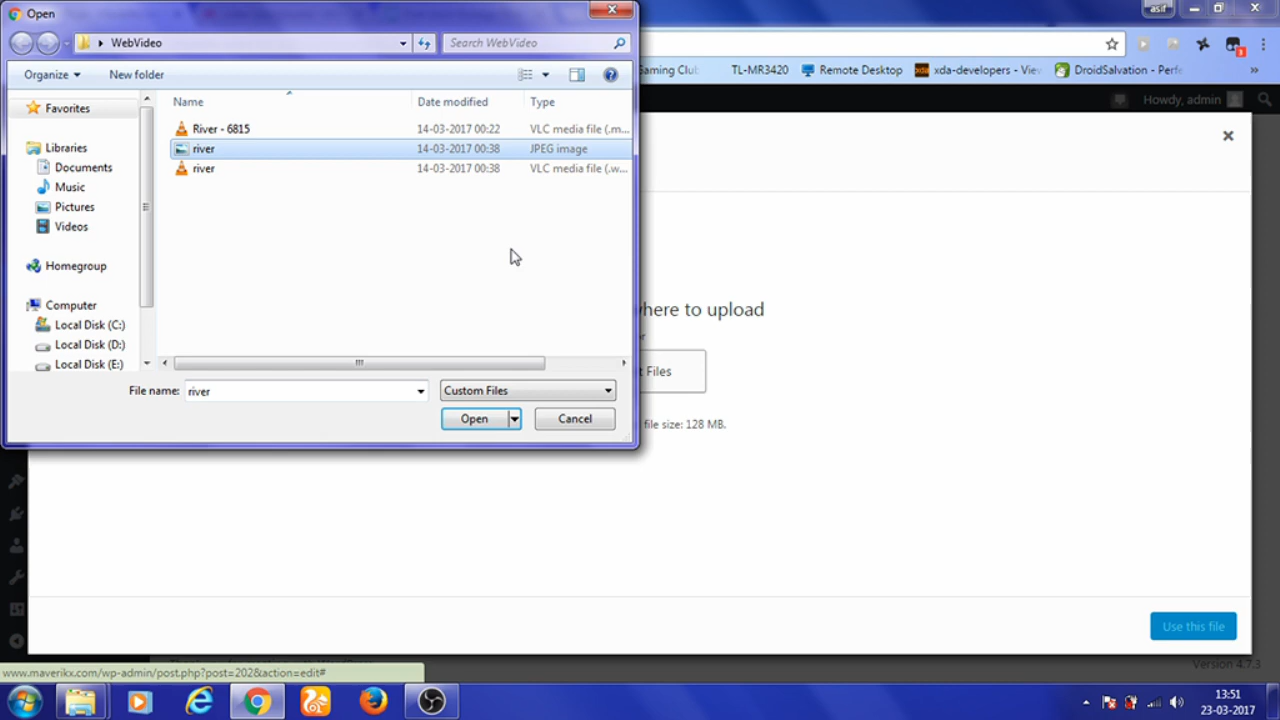 Open
asif
WebVideo
Search WebVideo
Organize
New folder
Gaming Club
TL-MR3420
Remote Desktop
xda-developers - View
DroidSalvation - Perfe
»
Howdy, admin
Favorites
Libraries
Documents
Music
Pictures
Videos
Homegroup
Computer
Local Disk (C:)
Local Disk (D:)
Local Disk (E:)
Name Date modified Type
River - 6815 14-03-2017 00:22 VLC media file (.m...
river 14-03-2017 00:38 JPEG image
river 14-03-2017 00:38 VLC media file (.w...
File name: river
Custom Files
Open
Cancel
where to upload
or
t Files
file size: 128 MB.
Use this file
Version 4.7.3
www.maverikx.com/wp-admin/post.php?post=202&action=edit#
13:51
23-03-2017